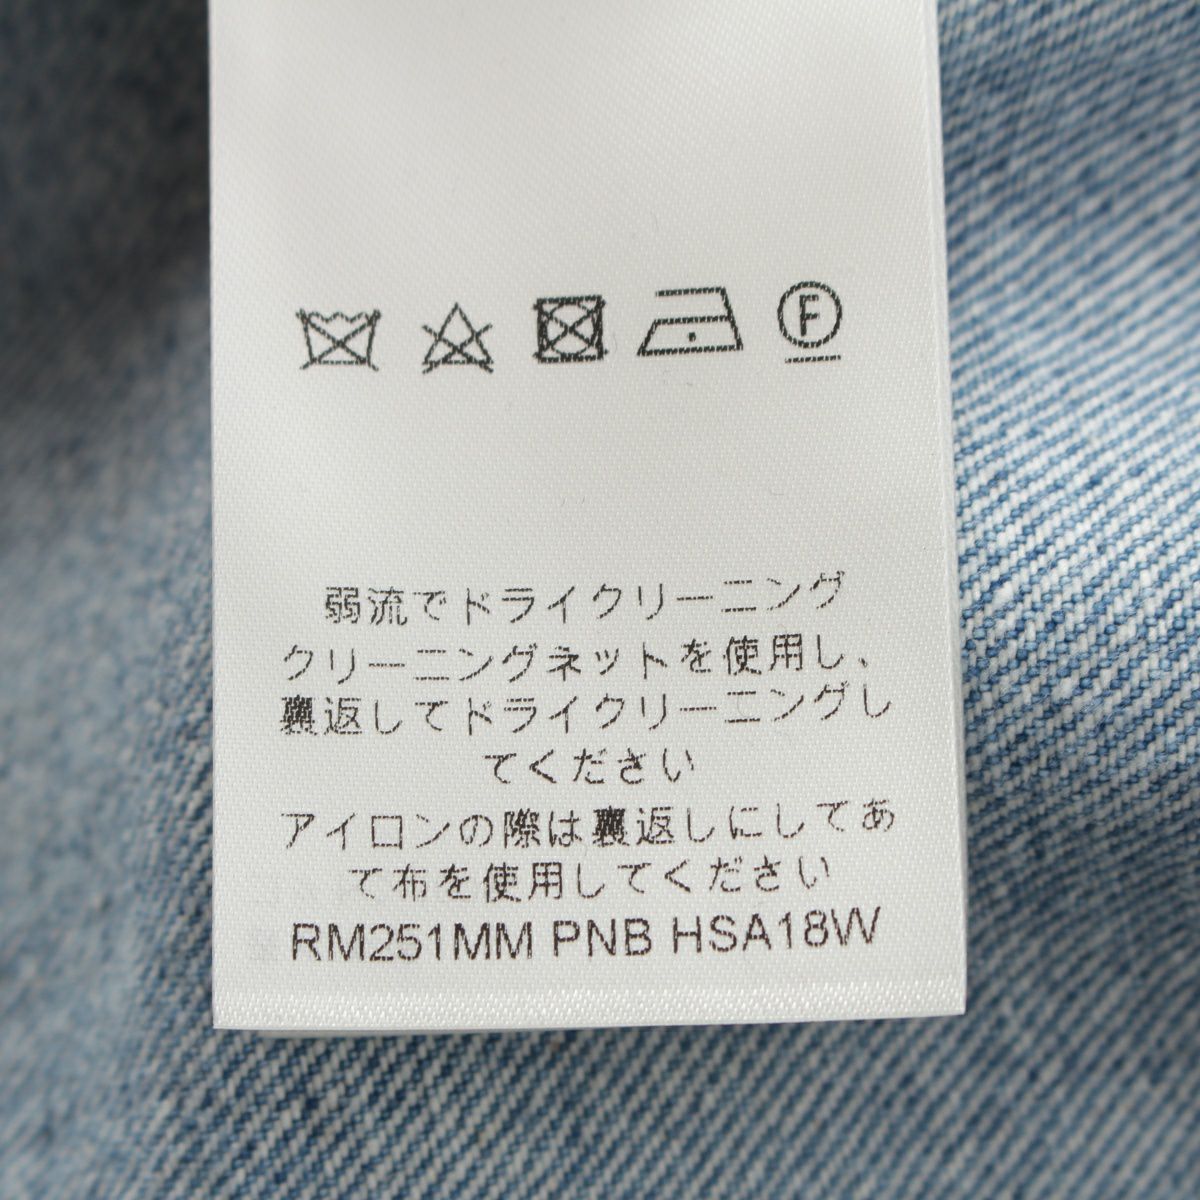 F
弱流でドライクリーニング
クリーニングネットを使用し、
裏返してドライクリーニングし
てください
アイロンの際は裏返しにしてあ
て布を使用してください
RM251MM PNB HSA18W